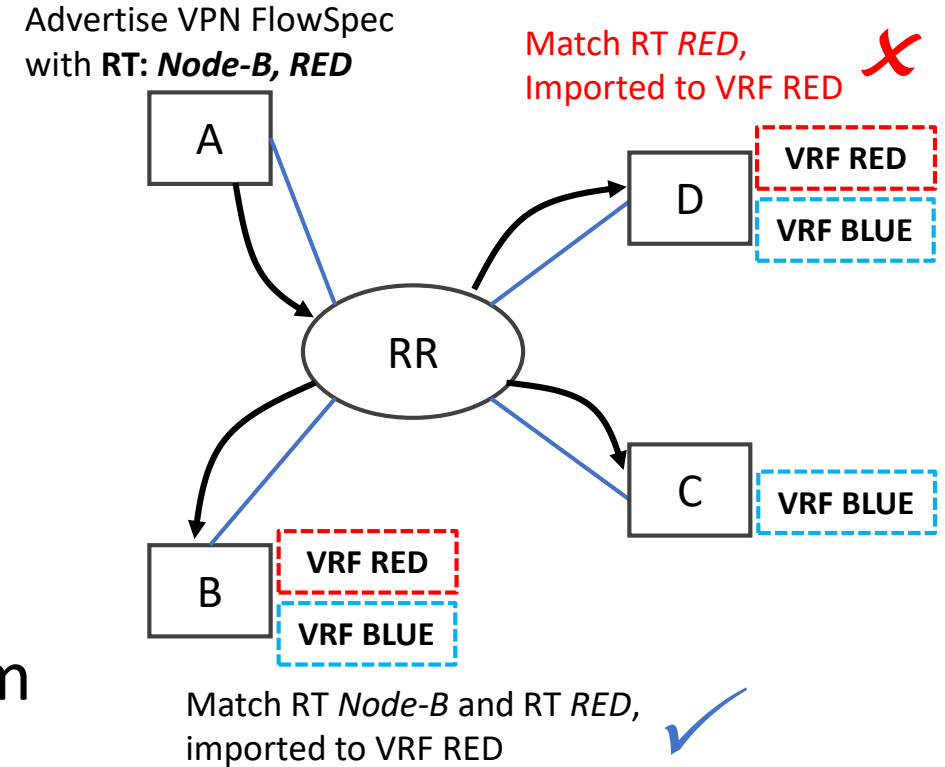 Advertise VPN FlowSpec
with RT: Node-B, RED
Match RT RED,
Imported to VRF RED
A
D
VRF RED
VRF BLUE
RR
C
VRF BLUE
B
VRF RED
VRF BLUE
Match RT Node-B and RT RED,
imported to VRF RED